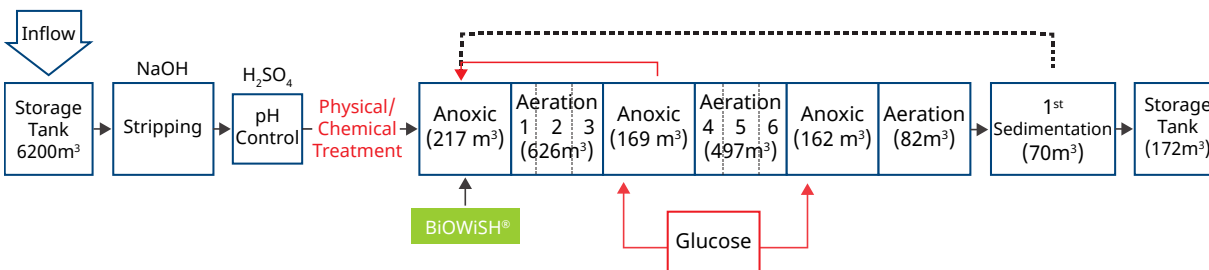 Inflow
Storage
Tank
6200m³
NaOH
Stripping
H₂SO₄
pH
Control
Physical/
Chemical
Treatment
Anoxic
(217 m³)
Aeration
1 2 3
(626m³)
Anoxic
(169 m³)
Aeration
4 5 6
(497m³)
Anoxic
(162 m³)
Aeration
(82m³)
1ˢᵗ
Sedimentation
(70m³)
Storage
Tank
(172m³)
BiOWiSH®
Glucose